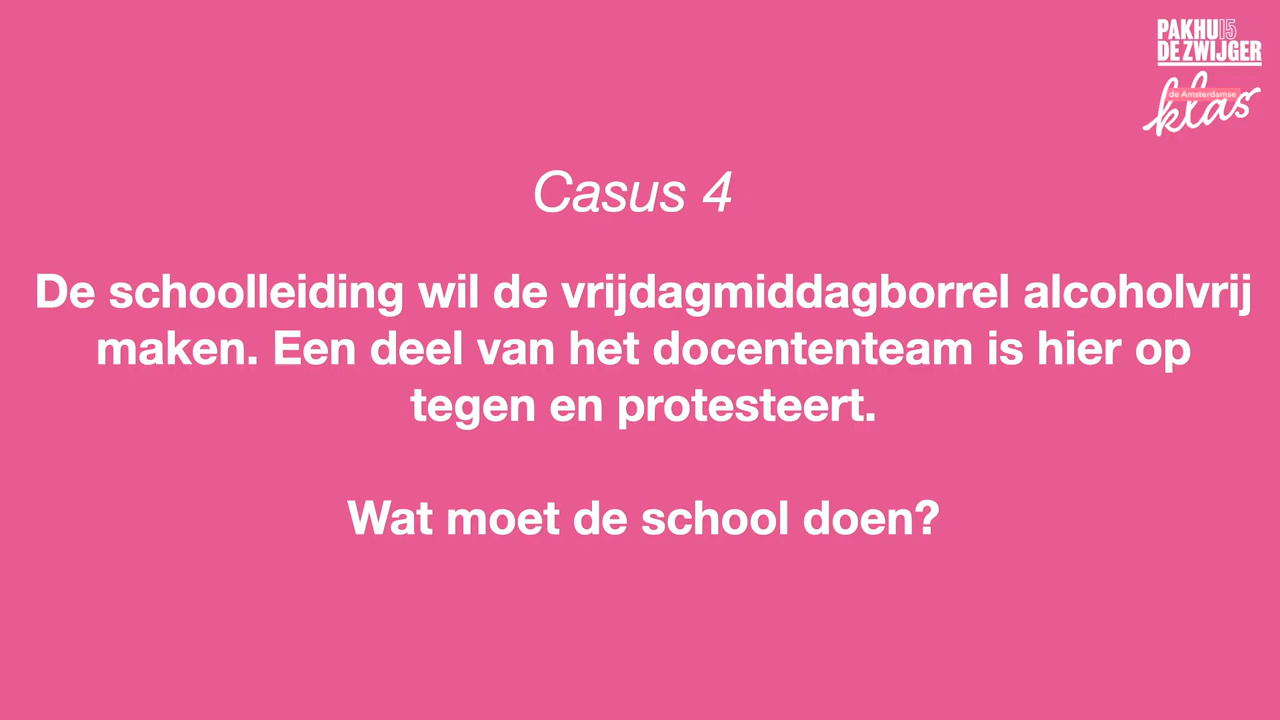 PAKHU15
DE ZWIJGER
de Amsterdamse
klas
Casus 4
De schoolleiding wil de vrijdagmiddagborrel alcoholvrij
maken. Een deel van het docententeam is hier op
tegen en protesteert.
Wat moet de school doen?